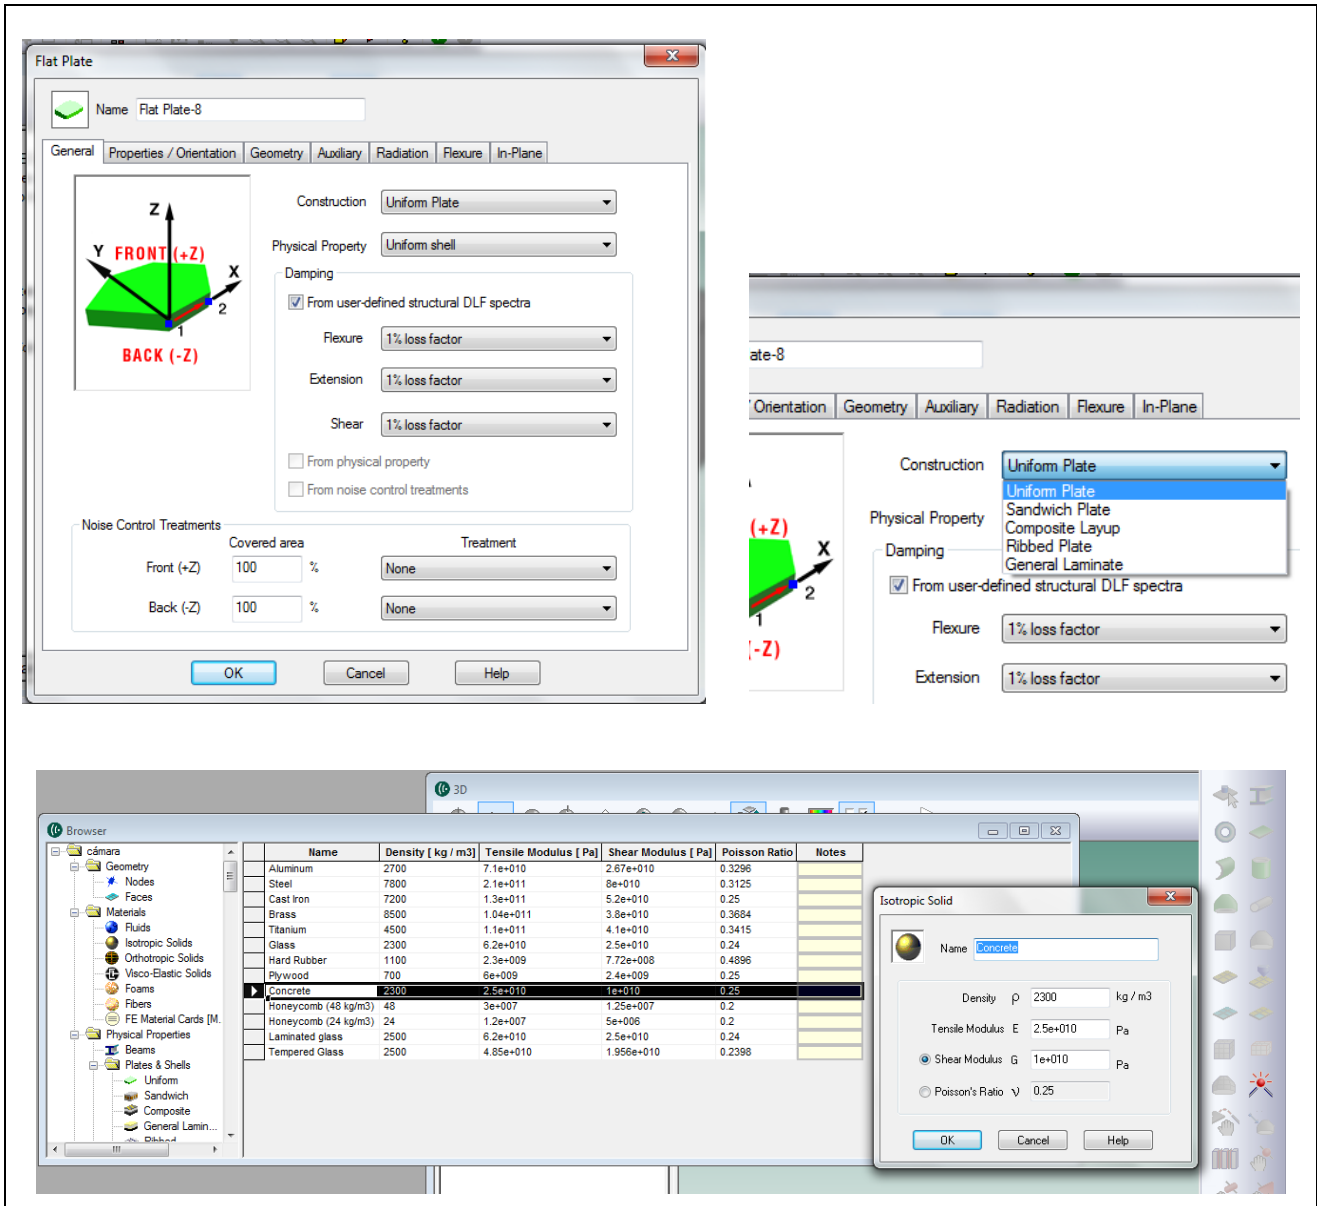 Flat Plate
Name Flat Plate-8
General Properties / Orientation Geometry Auxiliary Radiation Flexure In-Plane
Z
Y FRONT (+Z)
X
2
1
BACK (-Z)
Construction Uniform Plate
Physical Property Uniform shell
Damping
From user-defined structural DLF spectra
Flexure 1% loss factor
Extension 1% loss factor
Shear 1% loss factor
From physical property
From noise control treatments
Noise Control Treatments
Covered area Treatment
Front (+Z) 100 % None
Back (-Z) 100 % None
OK Cancel Help
ate-8
Orientation Geometry Auxiliary Radiation Flexure In-Plane
Construction Uniform Plate
Uniform Plate
Sandwich Plate
Composite Layup
Ribbed Plate
General Laminate
Physical Property
(+Z)
X
2
1
(-Z)
Damping
From user-defined structural DLF spectra
Flexure 1% loss factor
Extension 1% loss factor
3D
Browser
cámara
Geometry
Nodes
Faces
Materials
Fluids
Isotropic Solids
Orthotropic Solids
Visco-Elastic Solids
Foams
Fibers
FE Material Cards [M.
Physical Properties
Beams
Plates & Shells
Uniform
Sandwich
Composite
General Lamin...
Ribbed
Name Density [ kg / m3] Tensile Modulus [ Pa] Shear Modulus [ Pa] Poisson Ratio Notes
Aluminum 2700 7.1e+010 2.67e+010 0.3296
Steel 7800 2.1e+011 8e+010 0.3125
Cast Iron 7200 1.3e+011 5.2e+010 0.25
Brass 8500 1.04e+011 3.8e+010 0.3684
Titanium 4500 1.1e+011 4.1e+010 0.3415
Glass 2300 6.2e+010 2.5e+010 0.24
Hard Rubber 1100 2.3e+009 7.72e+008 0.4896
Plywood 700 6e+009 2.4e+009 0.25
Concrete 2300 2.5e+010 1e+010 0.25
Honeycomb (48 kg/m3) 48 3e+007 1.25e+007 0.2
Honeycomb (24 kg/m3) 24 1.2e+007 5e+006 0.2
Laminated glass 2500 6.2e+010 2.5e+010 0.24
Tempered Glass 2500 4.85e+010 1.956e+010 0.2398
Isotropic Solid
Name Concrete
Density ρ 2300 kg / m3
Tensile Modulus E 2.5e+010 Pa
Shear Modulus G 1e+010 Pa
Poisson's Ratio ν 0.25
OK Cancel Help